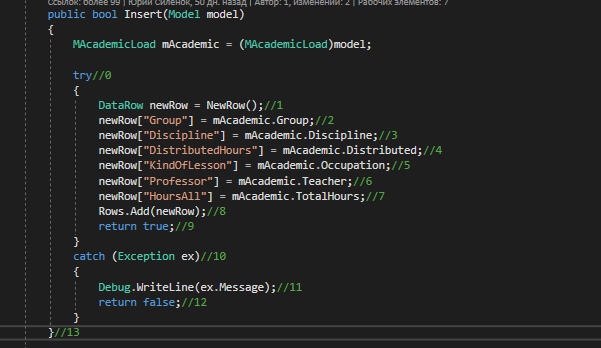 Ссылок: более 99 | Юрий Силенок, 50 дн. назад | Автор: 1, изменений: 2 | Рабочих элементов: 7
public bool Insert(Model model)
{
MAcademicLoad mAcademic = (MAcademicLoad)model;
try//0
{
DataRow newRow = NewRow();//1
newRow["Group"] = mAcademic.Group;//2
newRow["Discipline"] = mAcademic.Discipline;//3
newRow["DistributedHours"] = mAcademic.Distributed;//4
newRow["KindOfLesson"] = mAcademic.Occupation;//5
newRow["Professor"] = mAcademic.Teacher;//6
newRow["HoursAll"] = mAcademic.TotalHours;//7
Rows.Add(newRow);//8
return true;//9
}
catch (Exception ex)//10
{
Debug.WriteLine(ex.Message);//11
return false;//12
}
}//13